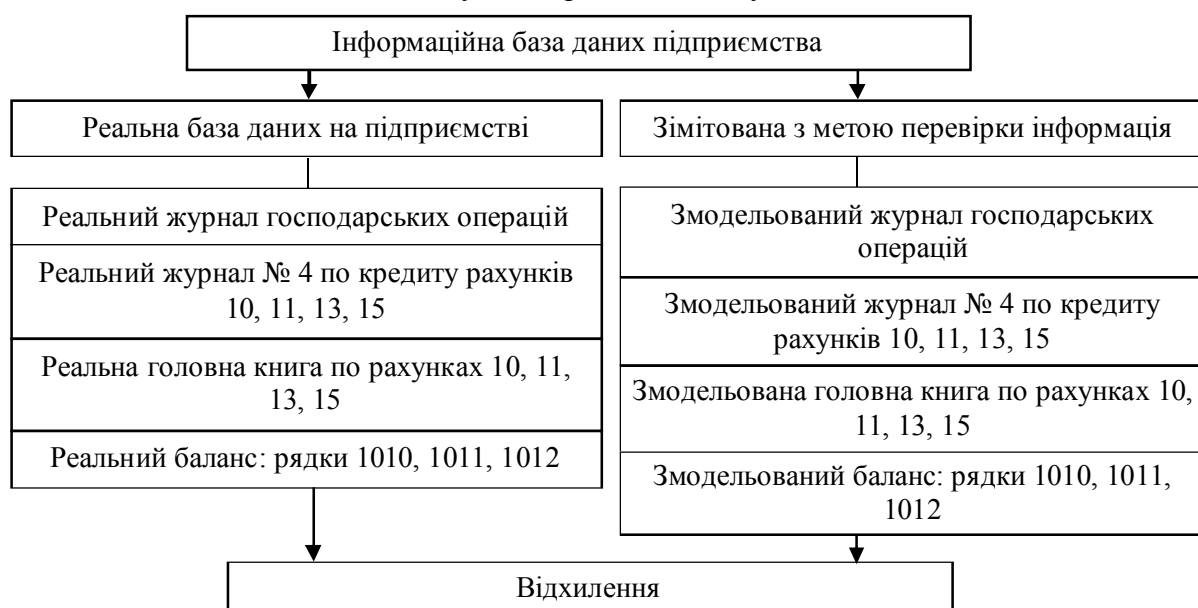 Інформаційна база даних підприємства
Реальна база даних на підприємстві
Зімітована з метою перевірки інформація
Реальний журнал господарських операцій
Реальний журнал № 4 по кредиту рахунків
10, 11, 13, 15
Реальна головна книга по рахунках 10, 11,
13, 15
Реальний баланс: рядки 1010, 1011, 1012
Змодельований журнал господарських
операцій
Змодельований журнал № 4 по кредиту
рахунків 10, 11, 13, 15
Змодельована головна книга по рахунках 10,
11, 13, 15
Змодельований баланс: рядки 1010, 1011,
1012
Відхилення